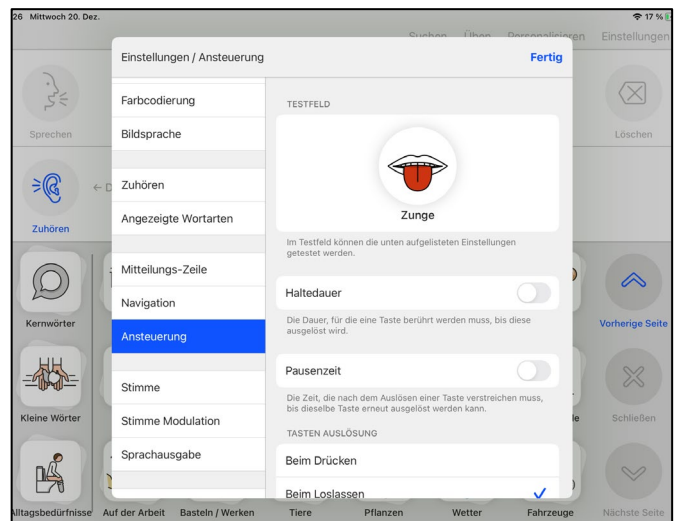 26 Mittwoch 20. Dez.
17 %
Suchen Üben Personalisieren Einstellungen
Einstellungen / Ansteuerung
Fertig
Sprechen
Löschen
Zuhören
← D
Kernwörter
Kleine Wörter
Alltagsbedürfnisse
Farbcodierung
Bildsprache
Zuhören
Angezeigte Wortarten
Mitteilungs-Zeile
Navigation
Ansteuerung
Stimme
Stimme Modulation
Sprachausgabe
TESTFELD
Zunge
Im Testfeld können die unten aufgelisteten Einstellungen
getestet werden.
Haltedauer
Die Dauer, für die eine Taste berührt werden muss, bis diese
ausgelöst wird.
Pausenzeit
Die Zeit, die nach dem Auslösen einer Taste verstreichen muss,
bis dieselbe Taste erneut ausgelöst werden kann.
TASTEN AUSLÖSUNG
Beim Drücken
Beim Loslassen
Vorherige Seite
le
Schließen
Auf der Arbeit Basteln / Werken Tiere Pflanzen Wetter Fahrzeuge
Nächste Seite